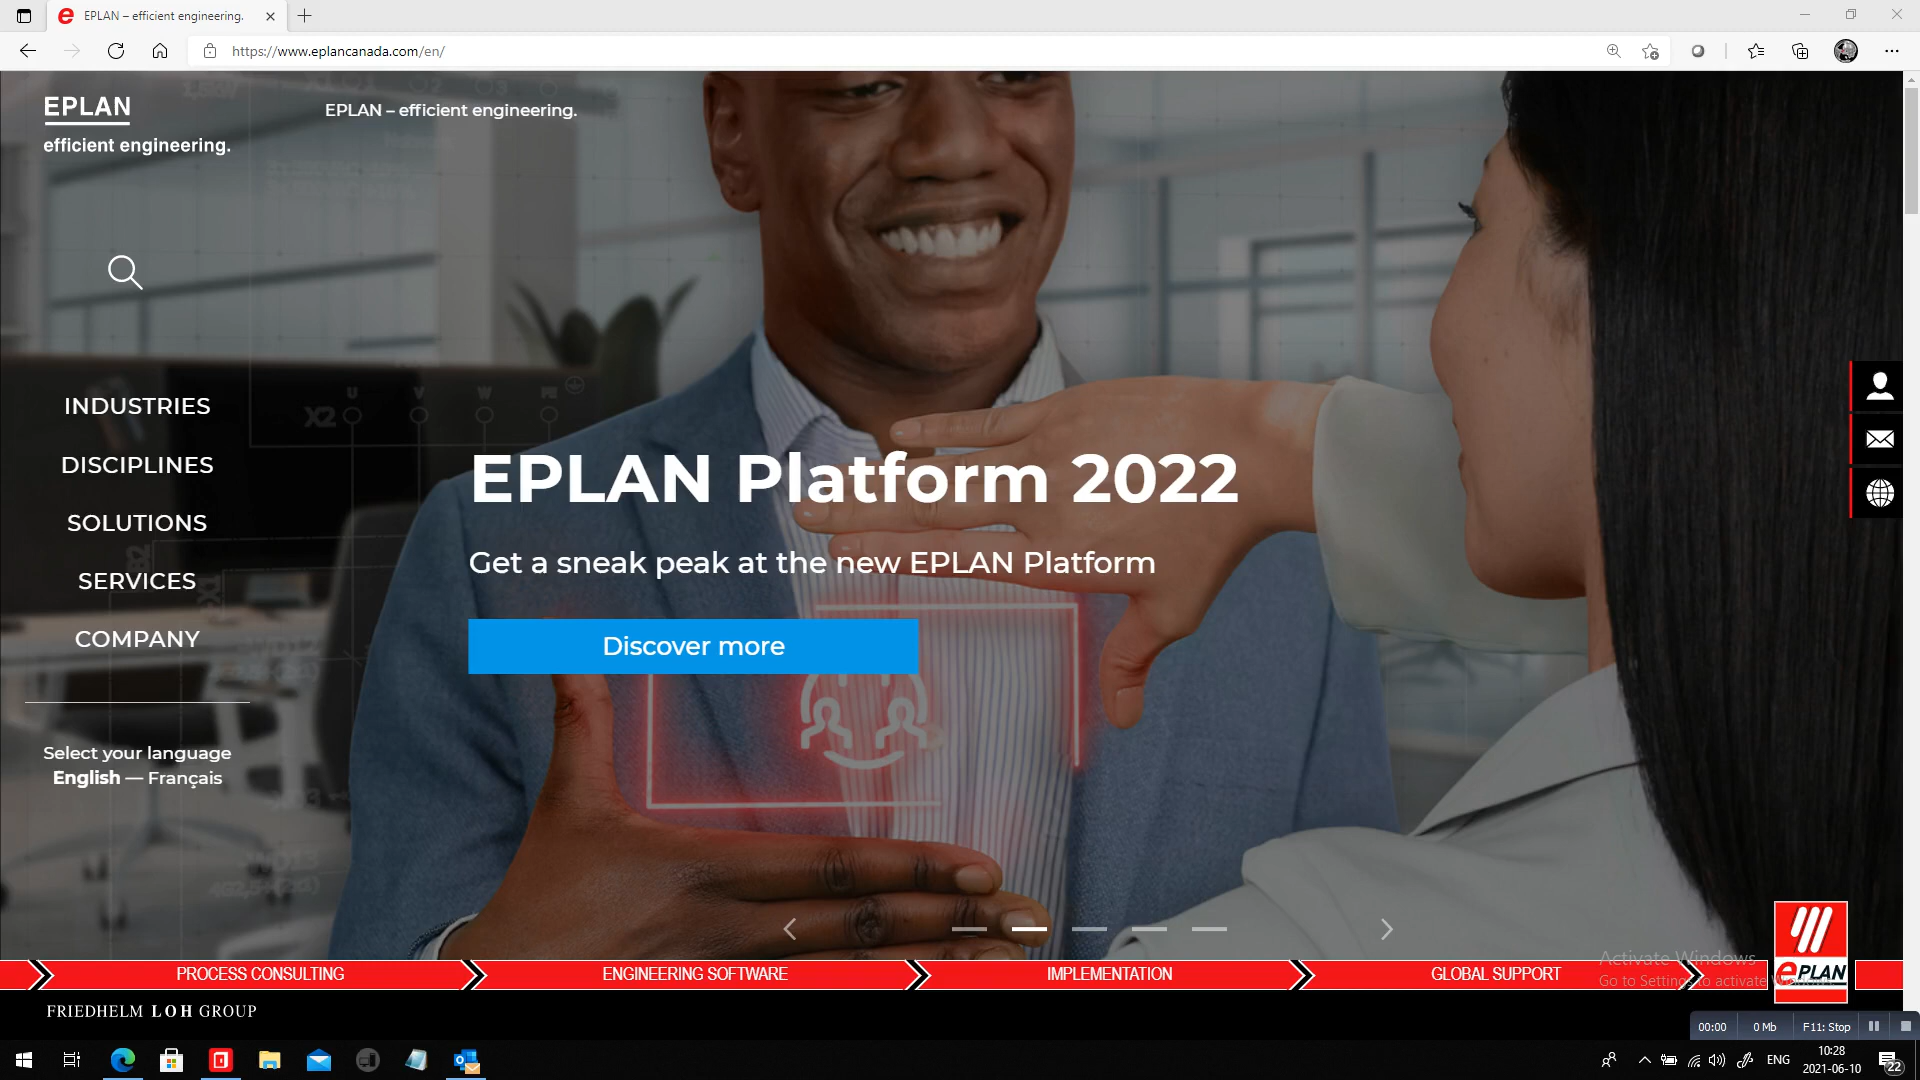 EPLAN – efficient engineering.
https://www.eplancanada.com/en/
EPLAN
efficient engineering.
EPLAN – efficient engineering.
INDUSTRIES
DISCIPLINES
SOLUTIONS
SERVICES
COMPANY
Select your language
English — Français
U V W PE
X2
EPLAN Platform 2022
Get a sneak peak at the new EPLAN Platform
Discover more
PROCESS CONSULTING
ENGINEERING SOFTWARE
IMPLEMENTATION
GLOBAL SUPPORT
ePLAN
Activate Windows
Go to Settings to activate
FRIEDHELM LOH GROUP
00:00 0 Mb F11: Stop
ENG
10:28
2021-06-10
22